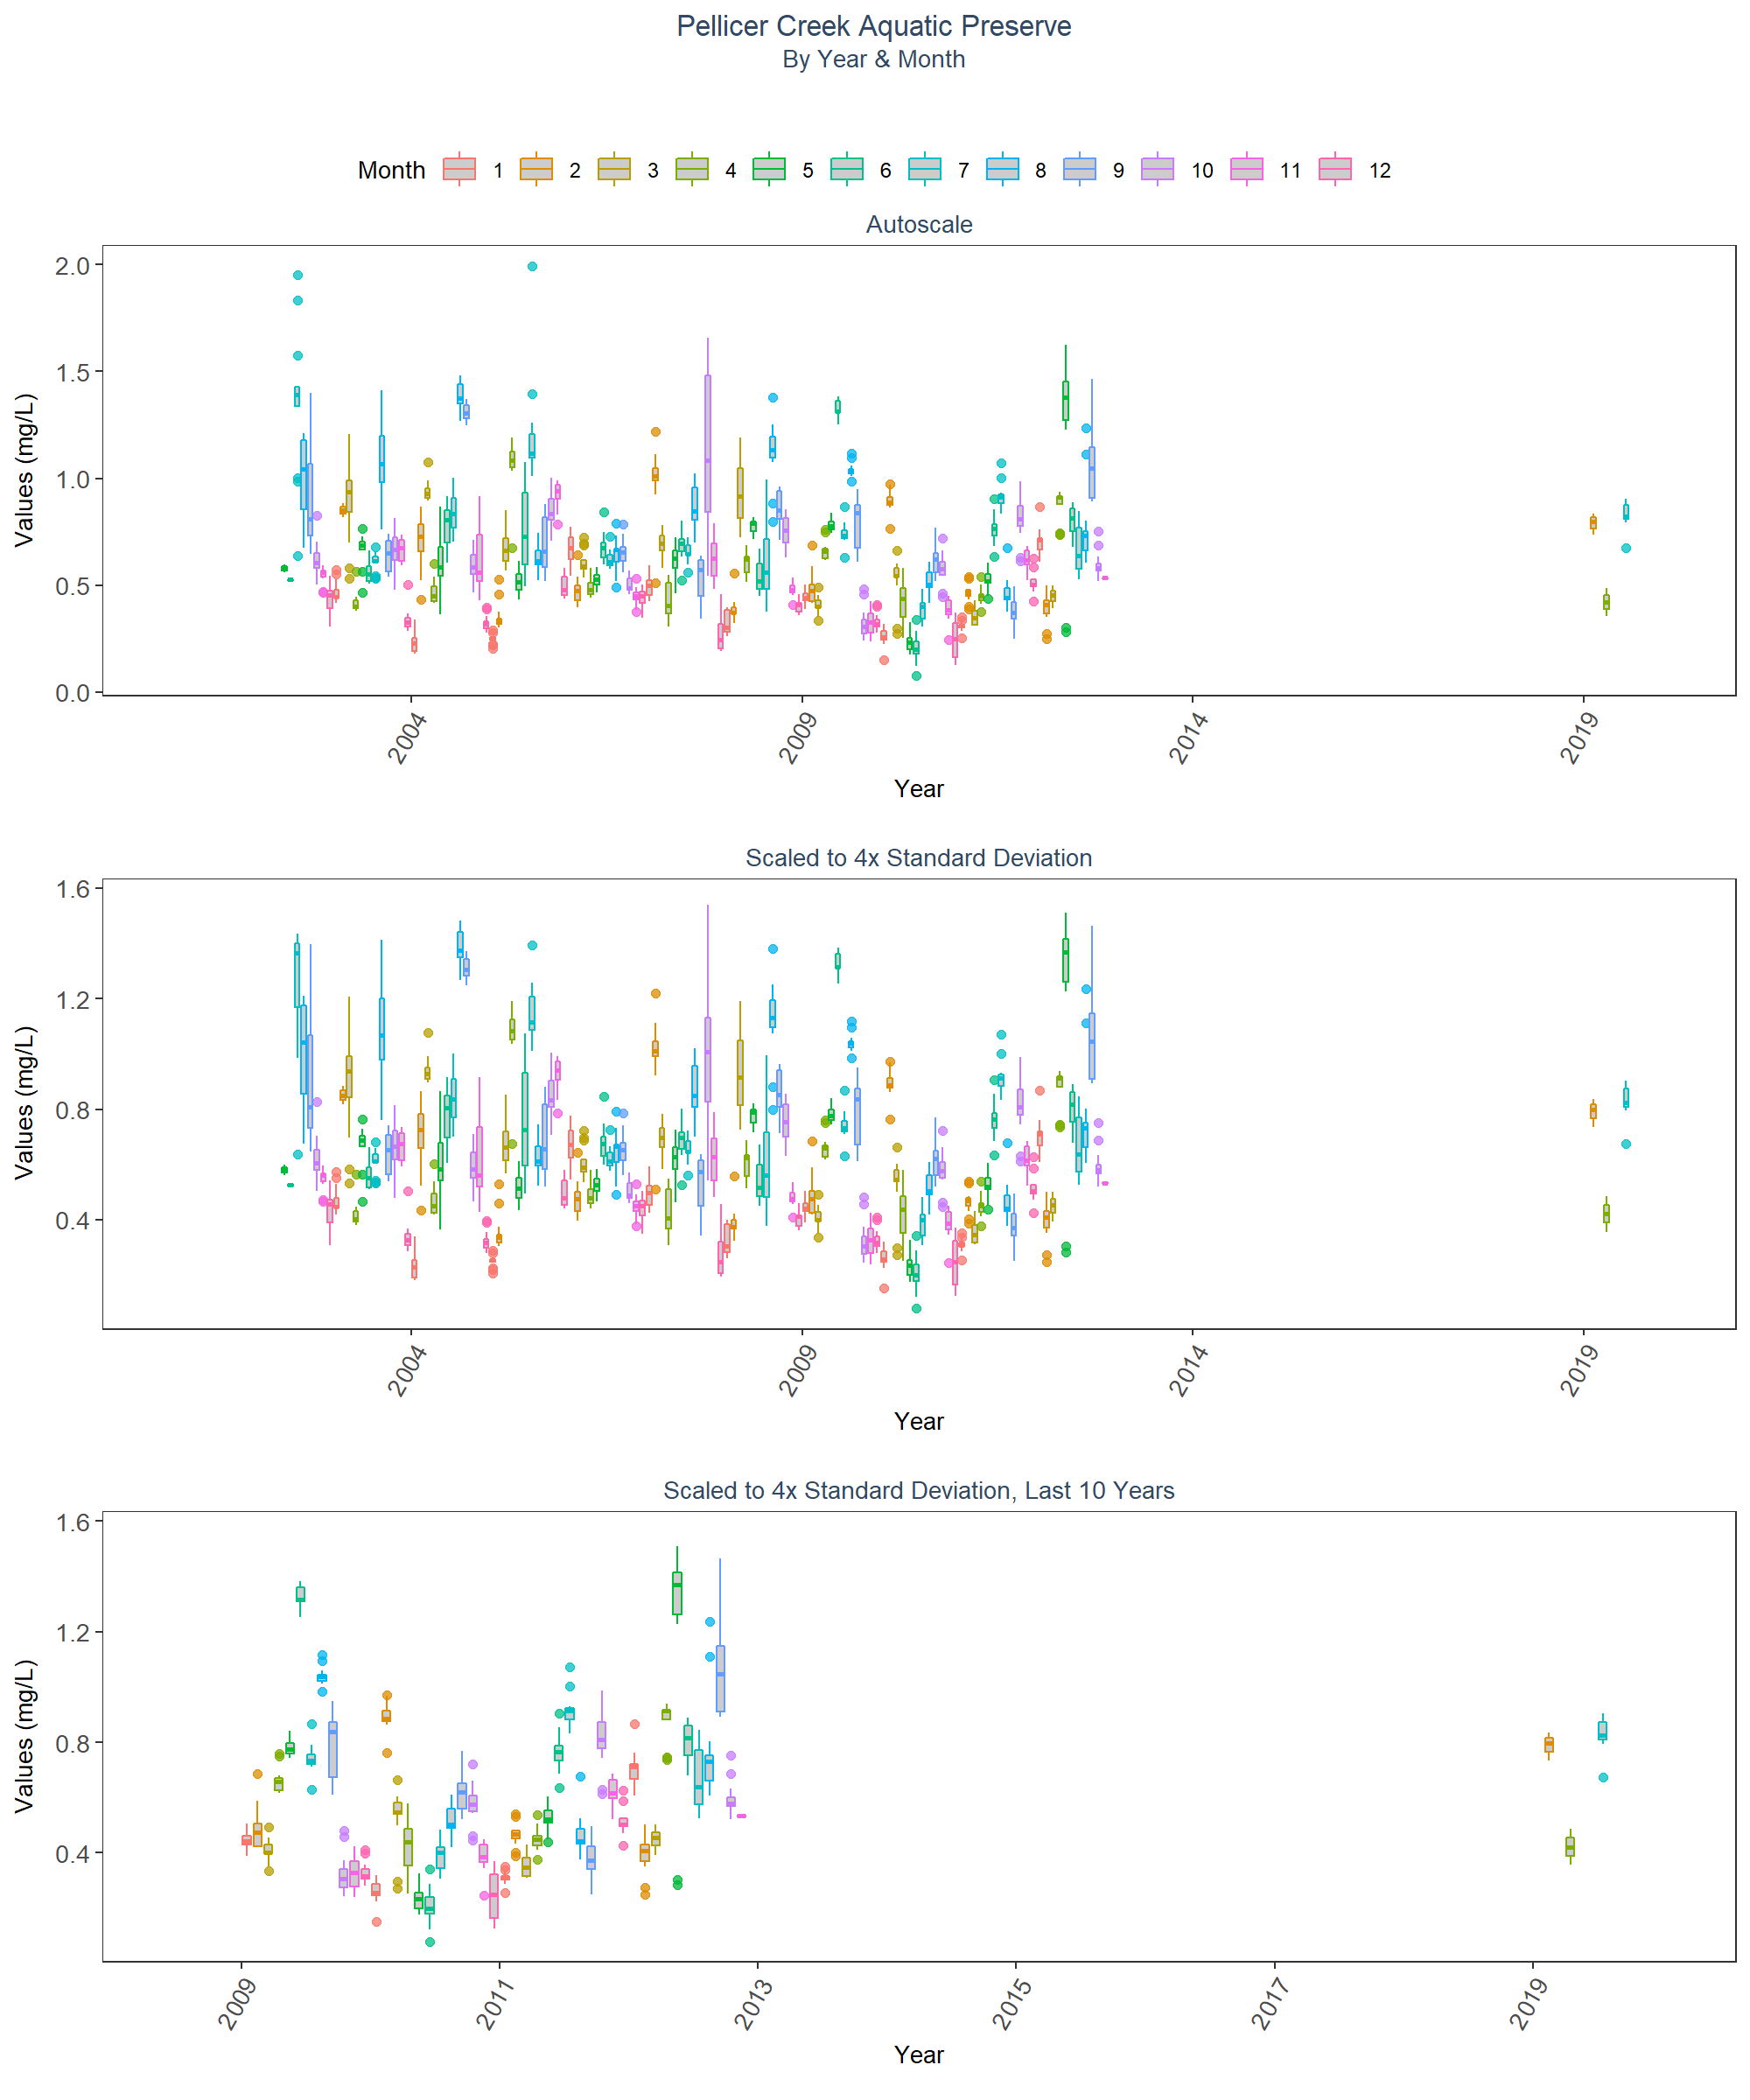 Pellicer Creek Aquatic Preserve
By Year & Month
Month 1 2 3 4 5 6 7 8 9 10 11 12
Autoscale
Values (mg/L)
2.0
1.5
1.0
0.5
0.0
2004 2009 2014 2019
Year
Scaled to 4x Standard Deviation
Values (mg/L)
1.6
1.2
0.8
0.4
2004 2009 2014 2019
Year
Scaled to 4x Standard Deviation, Last 10 Years
Values (mg/L)
1.6
1.2
0.8
0.4
2009 2011 2013 2015 2017 2019
Year